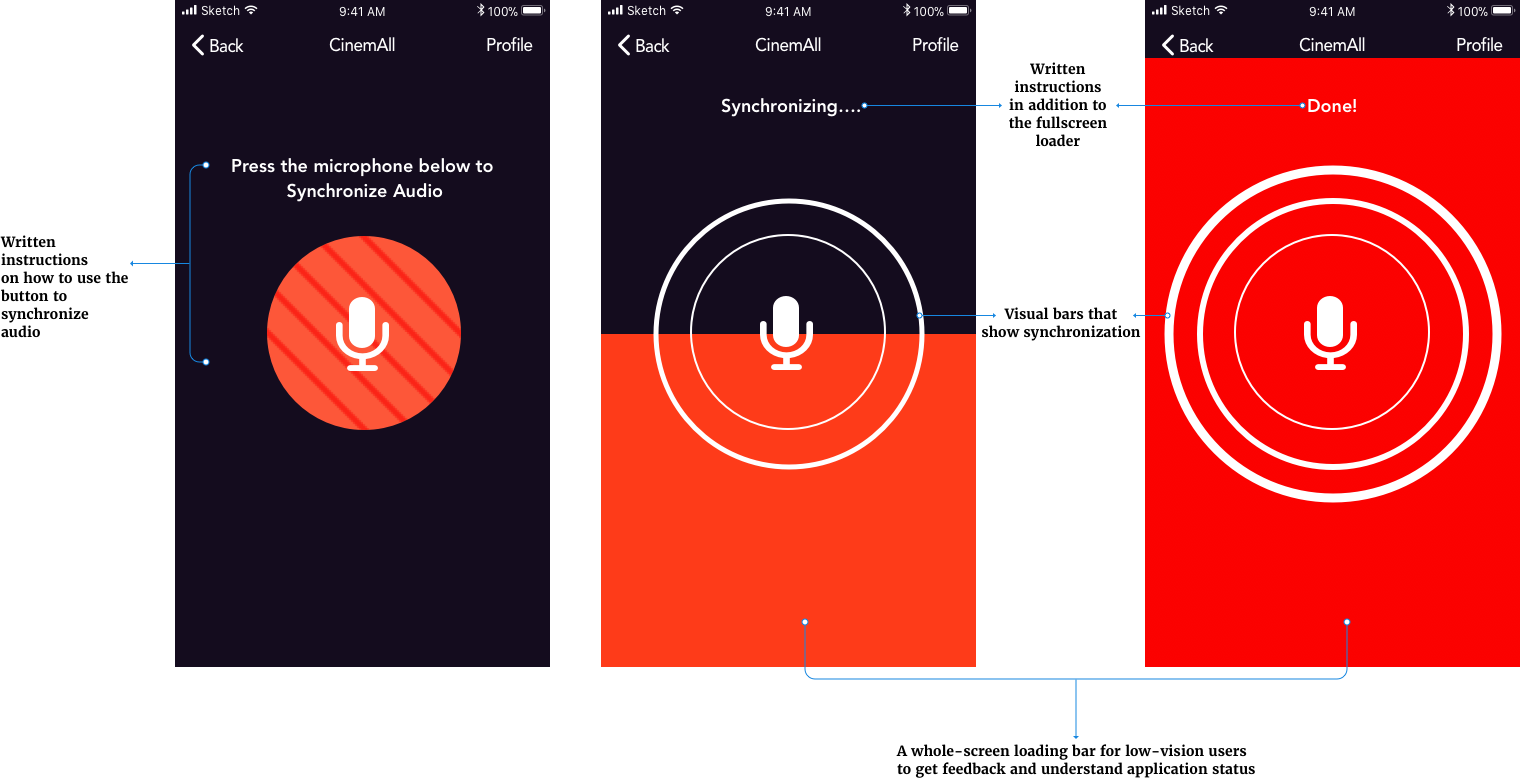 Sketch 9:41 AM 100%
Back CinemAll Profile
Press the microphone below to
Synchronize Audio
Written
instructions
on how to use the
button to
synchronize
audio
Sketch 9:41 AM 100%
Back CinemAll Profile
Synchronizing....
Written
instructions
in addition to
the fullscreen
loader
Visual bars that
show synchronization
Sketch 9:41 AM 100%
Back CinemAll Profile
Done!
A whole-screen loading bar for low-vision users
to get feedback and understand application status